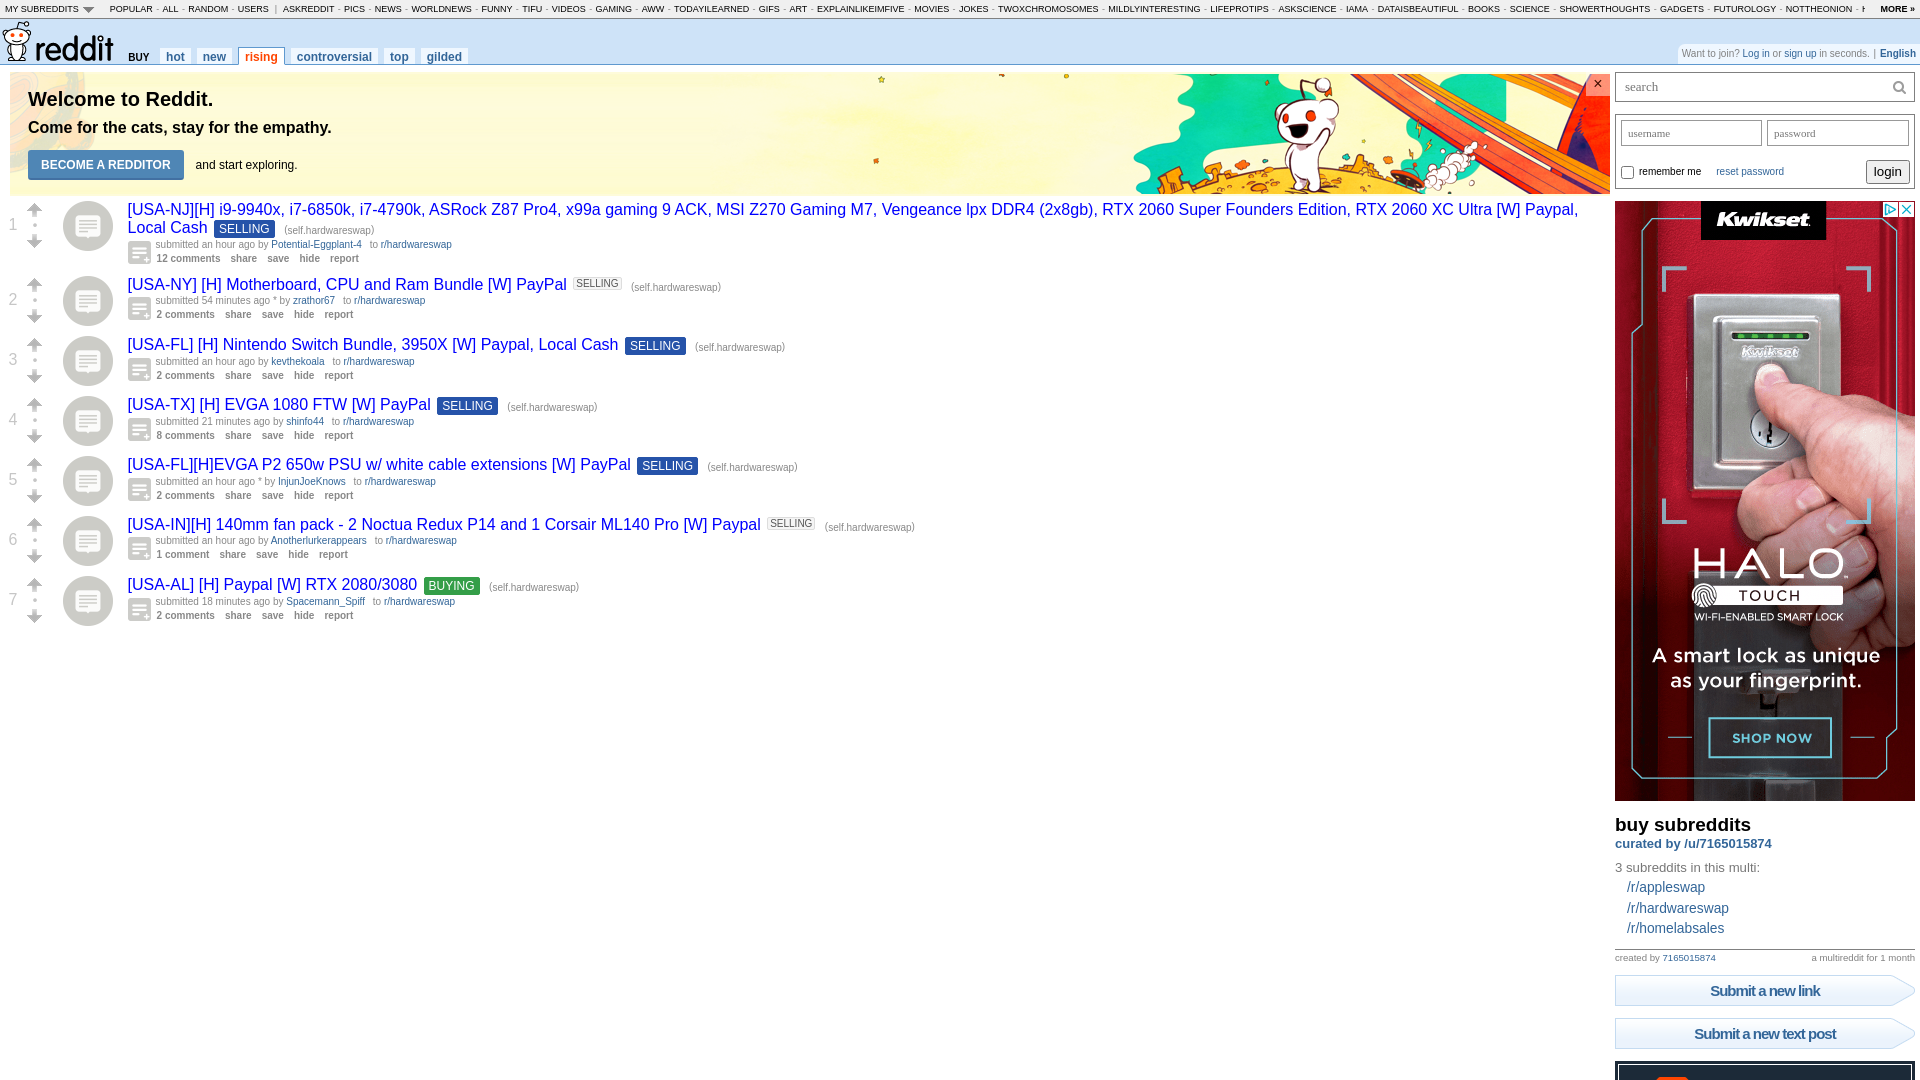 MY SUBREDDITS POPULAR - ALL - RANDOM - USERS | ASKREDDIT - PICS - NEWS - WORLDNEWS - FUNNY - TIFU - VIDEOS - GAMING - AWW - TODAYILEARNED - GIFS - ART - EXPLAINLIKEIMFIVE - MOVIES - JOKES - TWOXCHROMOSOMES - MILDLYINTERESTING - LIFEPROTIPS - ASKSCIENCE - IAMA - DATAISBEAUTIFUL - BOOKS - SCIENCE - SHOWERTHOUGHTS - GADGETS - FUTUROLOGY - NOTTHEONION - MORE »
reddit BUY hot new rising controversial top gilded
Want to join? Log in or sign up in seconds. | English
Welcome to Reddit.
Come for the cats, stay for the empathy.
BECOME A REDDITOR and start exploring.
×
1
[USA-NJ][H] i9-9940x, i7-6850k, i7-4790k, ASRock Z87 Pro4, x99a gaming 9 ACK, MSI Z270 Gaming M7, Vengeance lpx DDR4 (2x8gb), RTX 2060 Super Founders Edition, RTX 2060 XC Ultra [W] Paypal,
Local Cash SELLING (self.hardwareswap)
submitted an hour ago by Potential-Eggplant-4 to r/hardwareswap
12 comments share save hide report
2
[USA-NY] [H] Motherboard, CPU and Ram Bundle [W] PayPal SELLING (self.hardwareswap)
submitted 54 minutes ago * by zrathor67 to r/hardwareswap
2 comments share save hide report
3
[USA-FL] [H] Nintendo Switch Bundle, 3950X [W] Paypal, Local Cash SELLING (self.hardwareswap)
submitted an hour ago by kevthekoala to r/hardwareswap
2 comments share save hide report
4
[USA-TX] [H] EVGA 1080 FTW [W] PayPal SELLING (self.hardwareswap)
submitted 21 minutes ago by shinfo44 to r/hardwareswap
8 comments share save hide report
5
[USA-FL][H]EVGA P2 650w PSU w/ white cable extensions [W] PayPal SELLING (self.hardwareswap)
submitted an hour ago * by InjunJoeKnows to r/hardwareswap
2 comments share save hide report
6
[USA-IN][H] 140mm fan pack - 2 Noctua Redux P14 and 1 Corsair ML140 Pro [W] Paypal SELLING (self.hardwareswap)
submitted an hour ago by Anotherlurkerappears to r/hardwareswap
1 comment share save hide report
7
[USA-AL] [H] Paypal [W] RTX 2080/3080 BUYING (self.hardwareswap)
submitted 18 minutes ago by Spacemann_Spiff to r/hardwareswap
2 comments share save hide report
search
username password
remember me reset password login
Kwikset
Kwikset
HALO
TOUCH
WI-FI-ENABLED SMART LOCK
A smart lock as unique
as your fingerprint.
SHOP NOW
buy subreddits
curated by /u/7165015874
3 subreddits in this multi:
/r/appleswap
/r/hardwareswap
/r/homelabsales
created by 7165015874 a multireddit for 1 month
Submit a new link
Submit a new text post